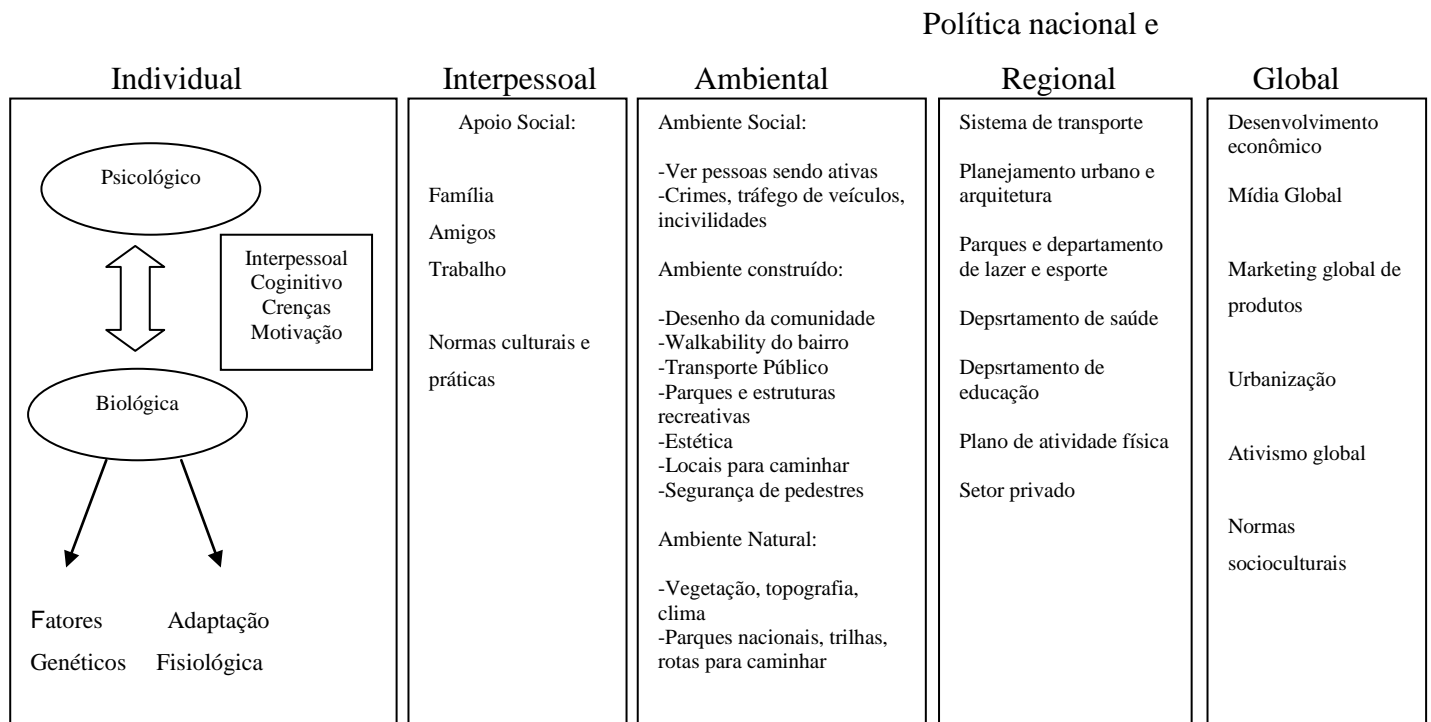 Política nacional e
Individual
Interpessoal
Ambiental
Regional
Global
Psicológico
Interpessoal
Coginitivo
Crenças
Motivação
Biológica
Fatores Adaptação
Genéticos Fisiológica
Apoio Social:
Família
Amigos
Trabalho
Normas culturais e
práticas
Ambiente Social:
-Ver pessoas sendo ativas
-Crimes, tráfego de veículos,
incivilidades
Ambiente construído:
-Desenho da comunidade
-Walkability do bairro
-Transporte Público
-Parques e estruturas
recreativas
-Estética
-Locais para caminhar
-Segurança de pedestres
Ambiente Natural:
-Vegetação, topografia,
clima
-Parques nacionais, trilhas,
rotas para caminhar
Sistema de transporte
Planejamento urbano e
arquitetura
Parques e departamento
de lazer e esporte
Depsrtamento de saúde
Depsrtamento de
educação
Plano de atividade física
Setor privado
Desenvolvimento
econômico
Mídia Global
Marketing global de
produtos
Urbanização
Ativismo global
Normas
socioculturais